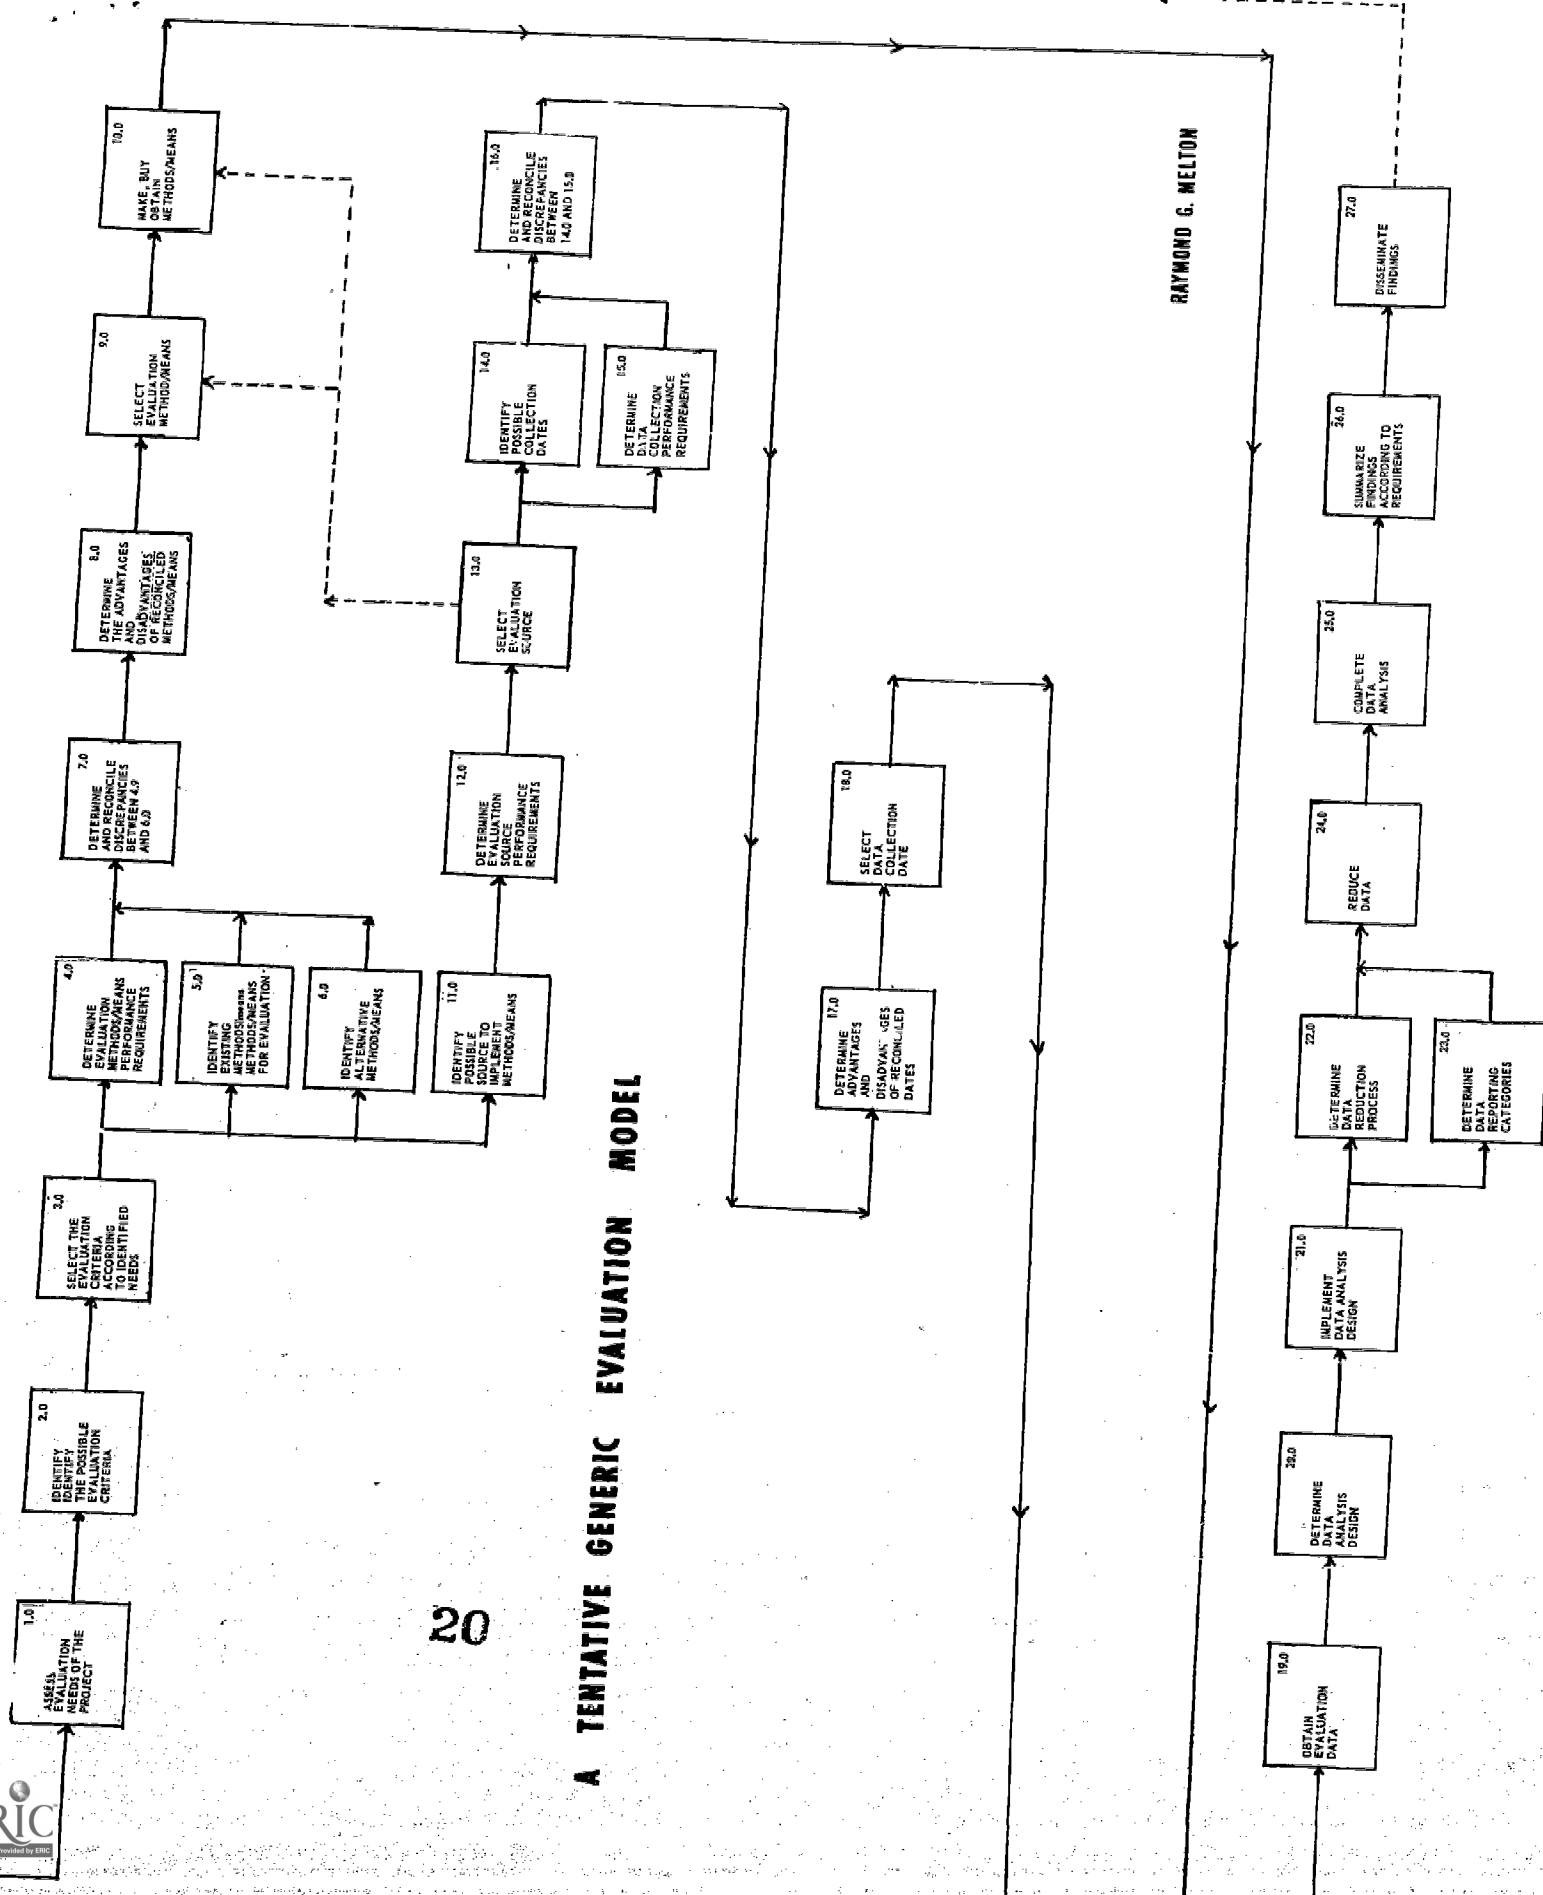 1.0
ASSESS
EVALUATION
NEEDS OF THE
PROJECT
2.0
IDENTIFY
IDENTIFY
THE POSSIBLE
EVALUATION
CRITERIA
3.0
SELECT THE
EVALUATION
CRITERIA
ACCORDING
TO IDENTIFIED
NEEDS
4.0
DETERMINE
EVALUATION
METHODS/MEANS
PERFORMANCE
REQUIREMENTS
5.0
IDENTIFY
EXISTING
METHODS/means
METHODS/MEANS
FOR EVALUATION
6.0
IDENTIFY
ALTERNATIVE
METHODS/MEANS
7.0
DETERMINE
AND RECONCILE
DISCREPANCIES
BETWEEN 4.9
AND 6.0
8.0
DETERMINE
THE ADVANTAGES
AND
DISADVANTAGES
OF RECONCILED
METHODS/MEANS
9.0
SELECT
EVALUATION
METHOD/MEANS
10.0
MAKE, BUY
OBTAIN
METHODS/MEANS
11.0
IDENTIFY
POSSIBLE
SOURCE TO
IMPLEMENT
METHODS/MEANS
12.0
DETERMINE
EVALUATION
SOURCE
PERFORMANCE
REQUIREMENTS
13.0
SELECT
EVALUATION
SOURCE
14.0
IDENTIFY
POSSIBLE
COLLECTION
DATES
15.0
DETERMINE
DATA
COLLECTION
PERFORMANCE
REQUIREMENTS
16.0
DETERMINE
AND RECONCILE
DISCREPANCIES
BETWEEN
14.0 AND 15.0
20
A TENTATIVE GENERIC EVALUATION MODEL
17.0
DETERMINE
ADVANTAGES
AND
OF RECONCILED
DATES
18.0
SELECT
DATA
COLLECTION
DATE
RAYMOND G. MELTON
19.0
OBTAIN
EVALUATION
DATA
20.0
DETERMINE
DATA
ANALYSIS
DESIGN
21.0
IMPLEMENT
DATA ANALYSIS
DESIGN
22.0
DETERMINE
DATA
REDUCTION
PROCESS
23.0
DETERMINE
DATA
REPORTING
CATEGORIES
24.0
REDUCE
DATA
25.0
COMPLETE
DATA
ANALYSIS
26.0
SUMMARIZE
FINDINGS
ACCORDING TO
REQUIREMENTS
27.0
DISSEMINATE
FINDINGS
RIC
Provided by ERIC